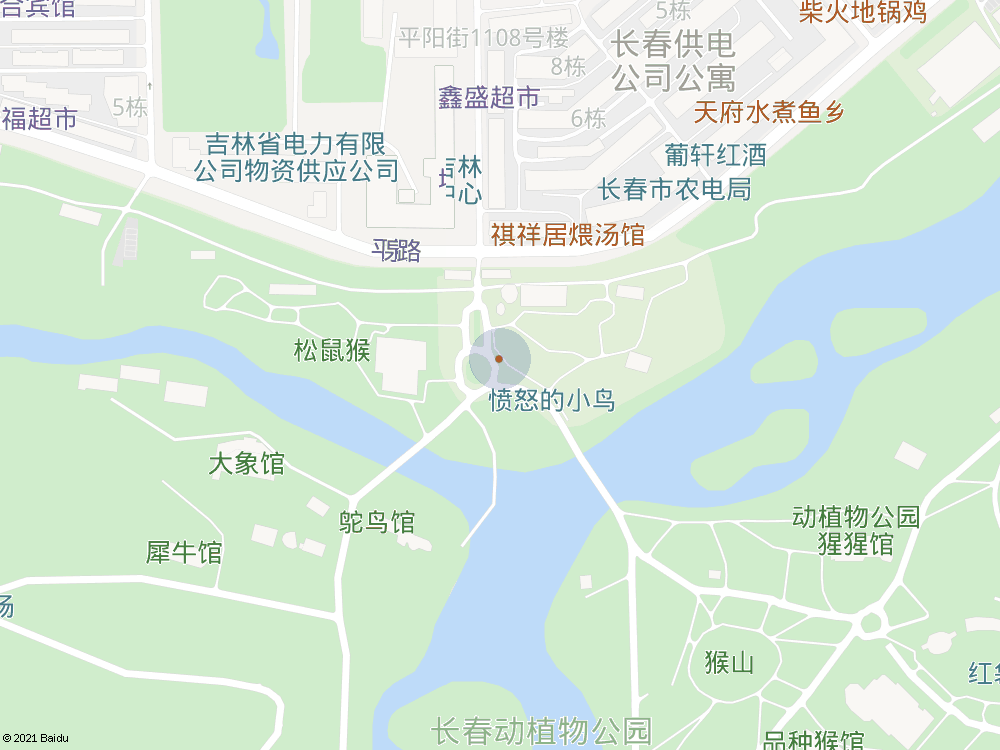 合宾馆
5栋
柴火地锅鸡
平阳街1108号楼
长春供电
公司公寓
8栋
5栋
鑫盛超市
福超市
6栋
天府水煮鱼乡
吉林省电力有限
公司物资供应公司
葡轩红酒
长春市农电局
祺祥居煨汤馆
松鼠猴
愤怒的小鸟
大象馆
鸵鸟馆
动植物公园
猩猩馆
犀牛馆
场
猴山
红袋
长春动植物公园
品种猴馆
© 2021 Baidu